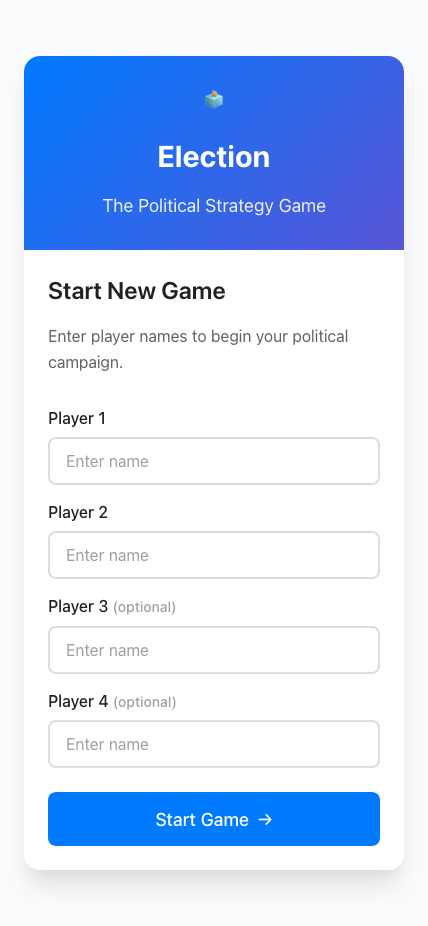 Election
The Political Strategy Game
Start New Game
Enter player names to begin your political
campaign.
Player 1
Enter name
Player 2
Enter name
Player 3 (optional)
Enter name
Player 4 (optional)
Enter name
Start Game →